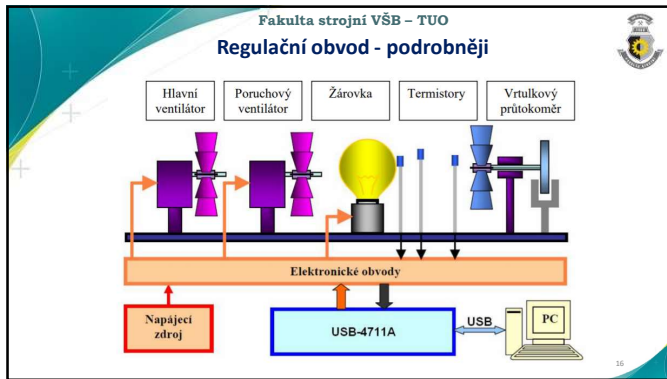 Fakulta strojní VŠB – TUO
Regulační obvod - podrobněji
Hlavní
ventilátor
Poruchový
ventilátor
Žárovka
Termistory
Vrtulkový
průtokoměr
Elektronické obvody
Napájecí
zdroj
USB-4711A
USB
PC
16